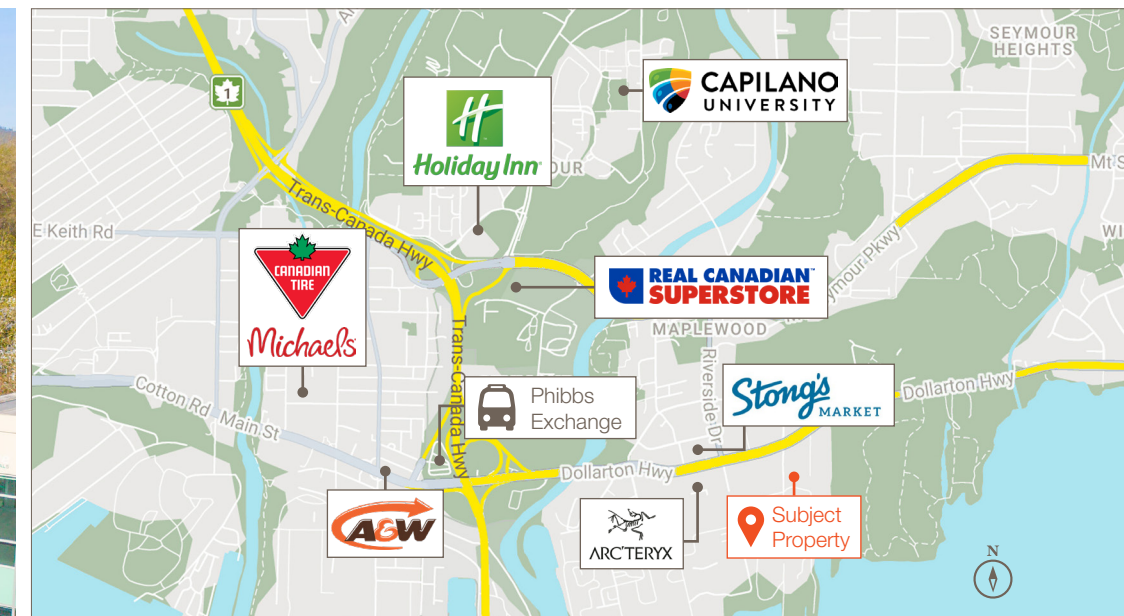 SEYMOUR
HEIGHTS
1
CAPILANO
UNIVERSITY
H
Holiday Inn
OUR
Mt S
Trans-Canada Hwy
E Keith Rd
WI
CANADIAN
TIRE
Michaels
REAL CANADIAN™
SUPERSTORE
ymour Pkwy
MAPLEWOOD
Trans-Canada Hwy
Riverside Dr
Cotton Rd
Main St
Phibbs
Exchange
Stong's
MARKET
Dollarton Hwy
Dollarton Hwy
A&W
ARC'TERYX
Subject
Property
N